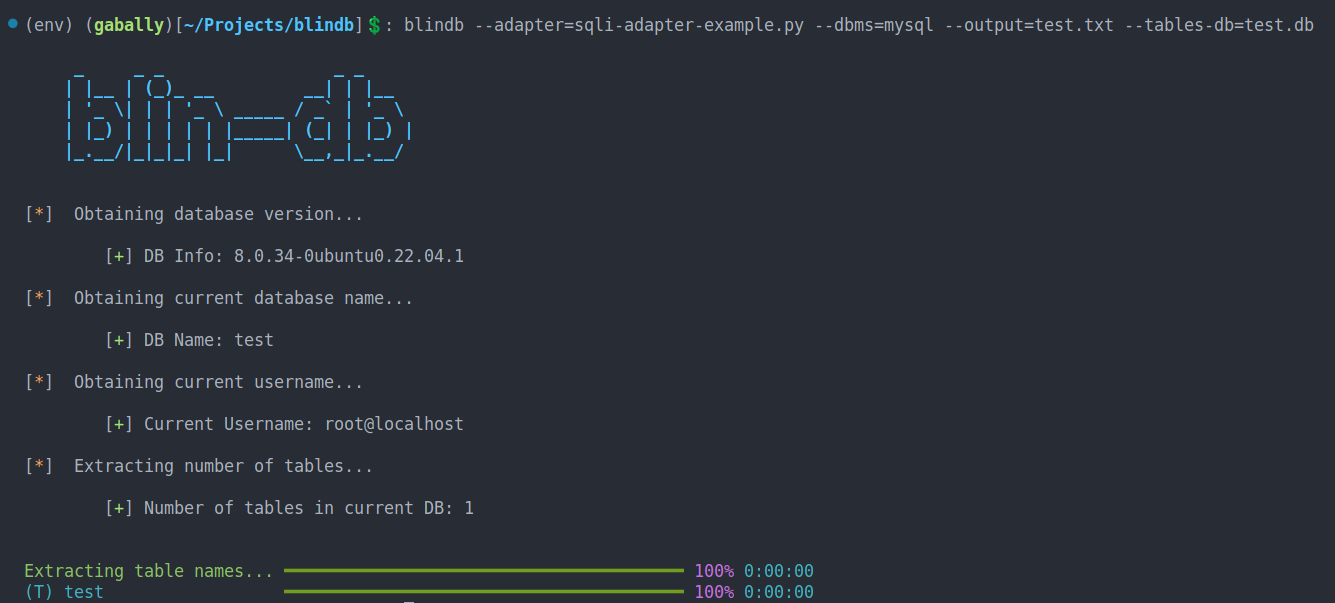 (env) (gabally)[~/Projects/blindb]$: blindb --adapter=sqli-adapter-example.py --dbms=mysql --output=test.txt --tables-db=test.db
blin-db
[*]  Obtaining database version...
[+] DB Info: 8.0.34-0ubuntu0.22.04.1
[*]  Obtaining current database name...
[+] DB Name: test
[*]  Obtaining current username...
[+] Current Username: root@localhost
[*]  Extracting number of tables...
[+] Number of tables in current DB: 1
Extracting table names... 100% 0:00:00
(T) test 100% 0:00:00